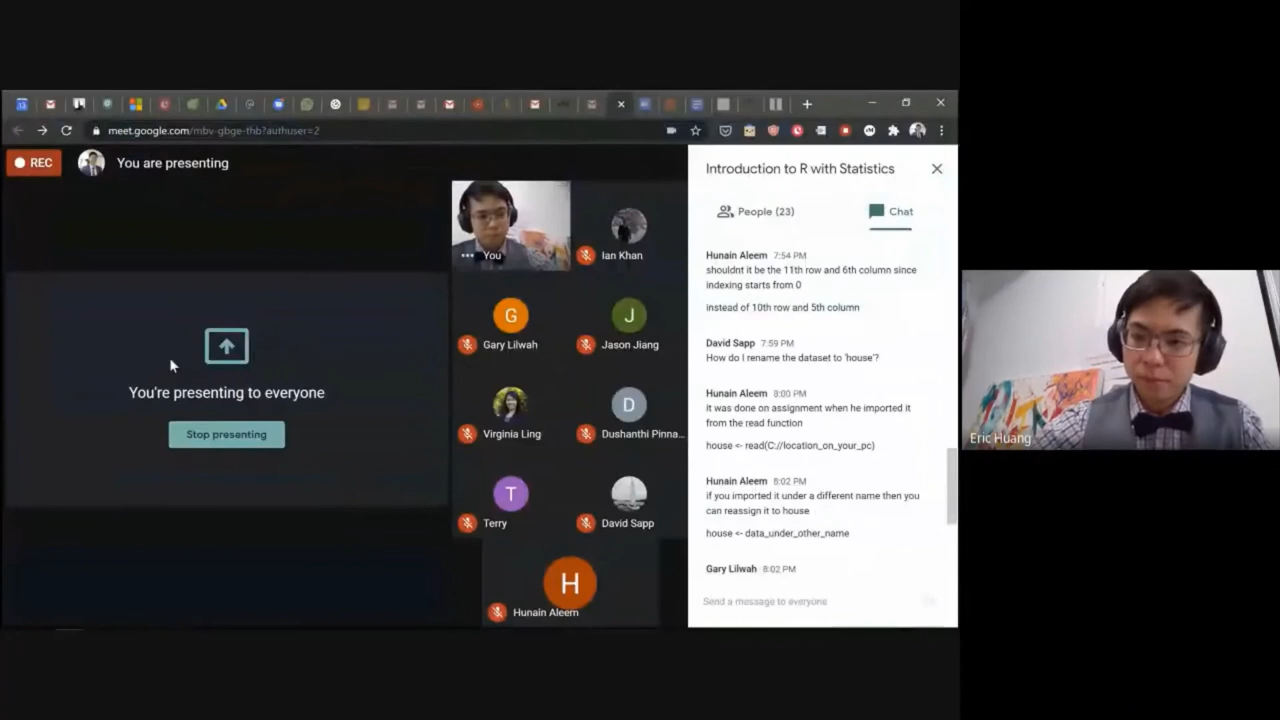 meet.google.com/mbv-gbge-thb?authuser=2
REC
You are presenting
You're presenting to everyone
Stop presenting
You
Ian Khan
G
Gary Lilwah
J
Jason Jiang
Virginia Ling
D
Dushanthi Pinna...
T
Terry
David Sapp
H
Hunain Aleem
Introduction to R with Statistics
People (23)
Chat
Hunain Aleem 7:54 PM
shouldnt it be the 11th row and 6th column since
indexing starts from 0
instead of 10th row and 5th column
David Sapp 7:59 PM
How do I rename the dataset to 'house'?
Hunain Aleem 8:00 PM
it was done on assignment when he imported it
from the read function
house <- read(C://location_on_your_pc)
Hunain Aleem 8:02 PM
if you imported it under a different name then you
can reassign it to house
house <- data_under_other_name
Gary Lilwah 8:02 PM
Send a message to everyone
Eric Huang